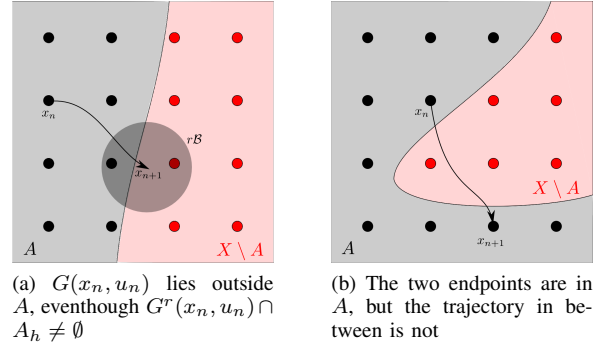 x_n
rB
x_{n+1}
A
X \ A
(a) G(x_n, u_n) lies outside
A, eventhough G^r(x_n, u_n) ∩
A_h ≠ ∅
x_n
X \ A
A
x_{n+1}
(b) The two endpoints are in
A, but the trajectory in be-
tween is not